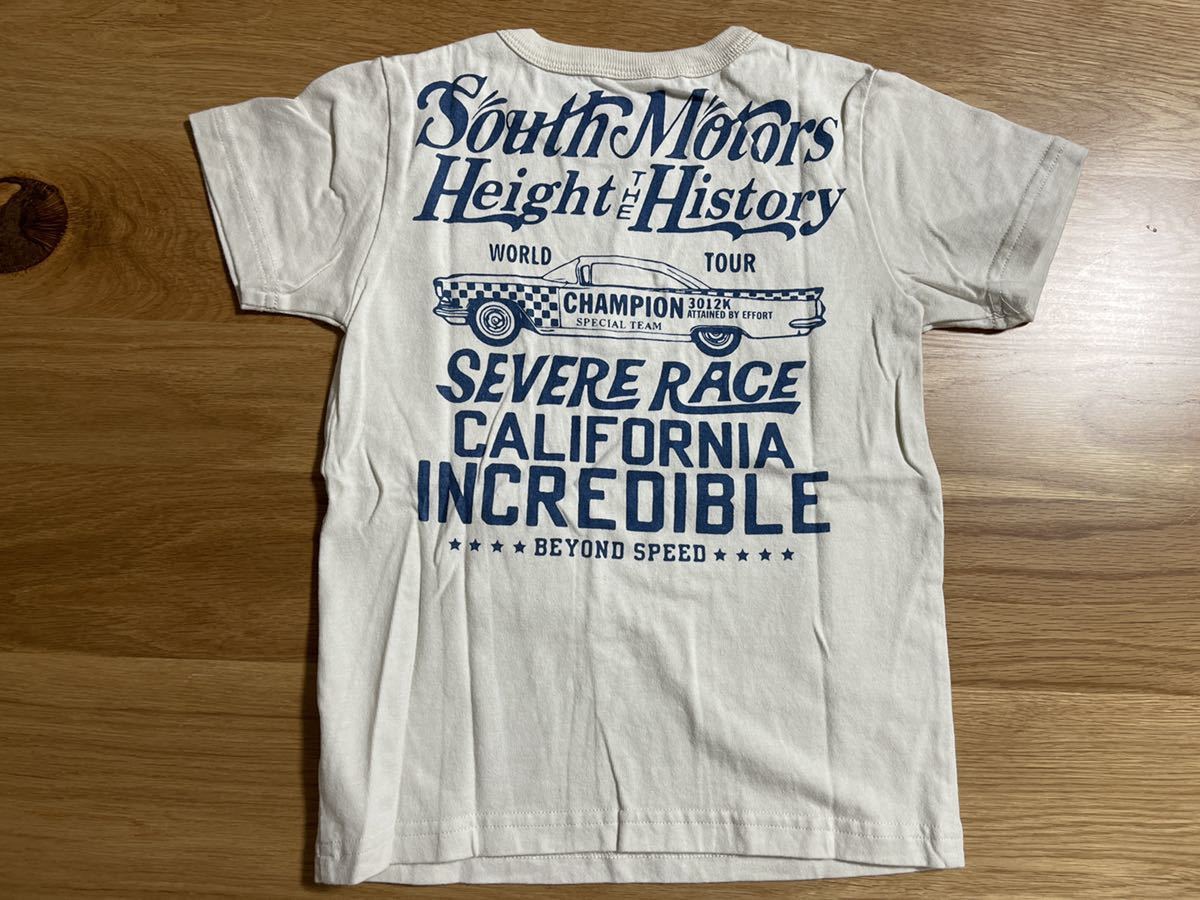 South Motors
Height THE History
WORLD TOUR
CHAMPION 3012K
ATTAINED BY EFFORT
SPECIAL TEAM
SEVERE RACE
CALIFORNIA
INCREDIBLE
★★★★ BEYOND SPEED ★★★★